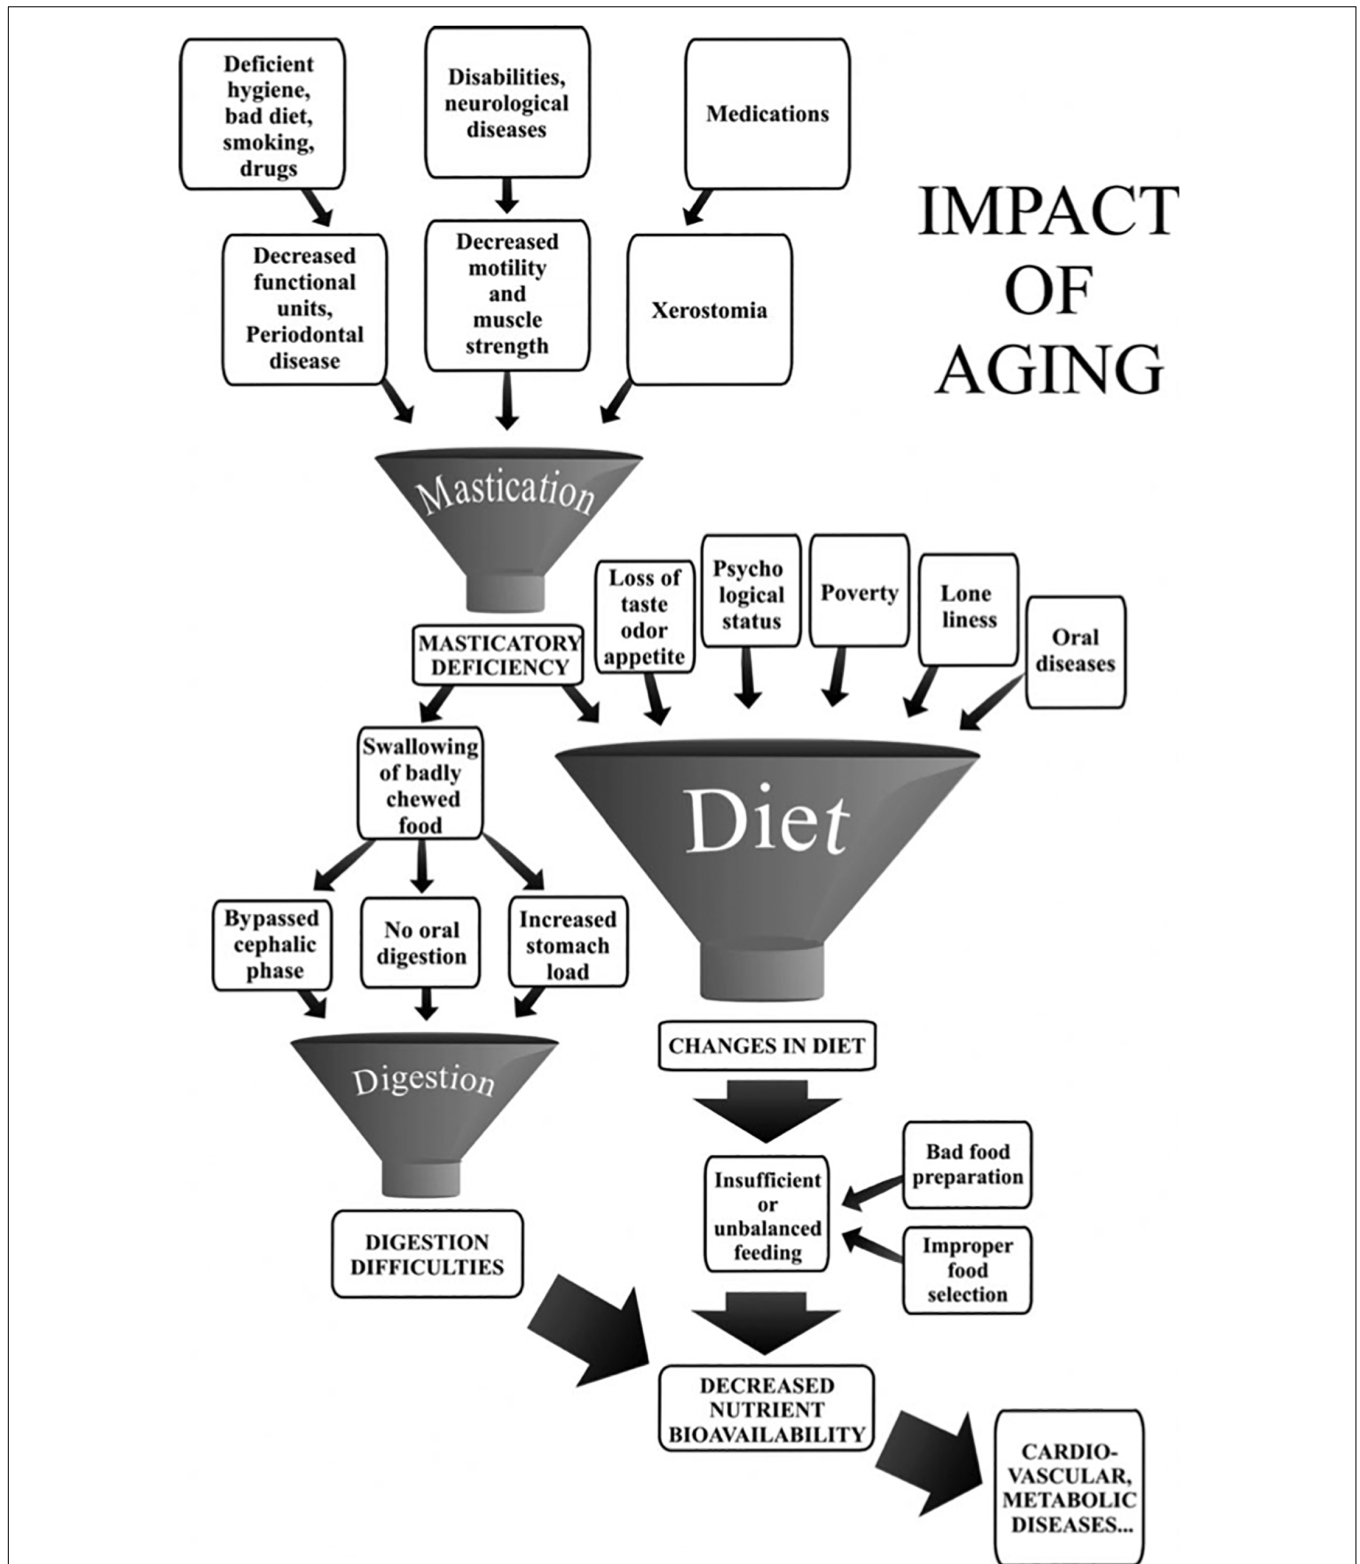 Deficient
hygiene,
bad diet,
smoking,
drugs
Disabilities,
neurological
diseases
Medications
IMPACT
OF
AGING
Decreased
functional
units,
Periodontal
disease
Decreased
motility
and
muscle
strength
Xerostomia
Mastication
MASTICATORY
DEFICIENCY
Loss of
taste
odor
appetite
Psycho
logical
status
Poverty
Lone
liness
Oral
diseases
Swallowing
of badly
chewed
food
Diet
Bypassed
cephalic
phase
No oral
digestion
Increased
stomach
load
Digestion
CHANGES IN DIET
DIGESTION
DIFFICULTIES
Insufficient
or
unbalanced
feeding
Bad food
preparation
Improper
food
selection
DECREASED
NUTRIENT
BIOAVAILABILITY
CARDIO-
VASCULAR,
METABOLIC
DISEASES...